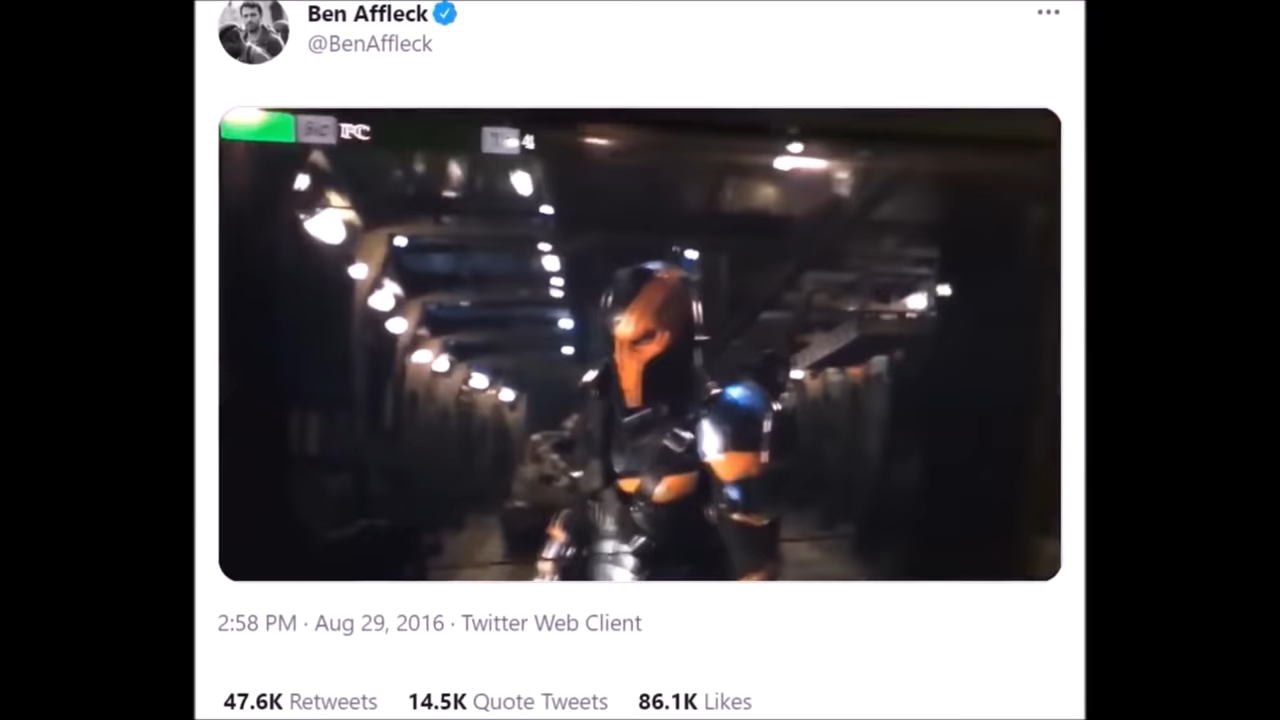 Ben Affleck
@BenAffleck
2:58 PM · Aug 29, 2016 · Twitter Web Client
47.6K Retweets 14.5K Quote Tweets 86.1K Likes